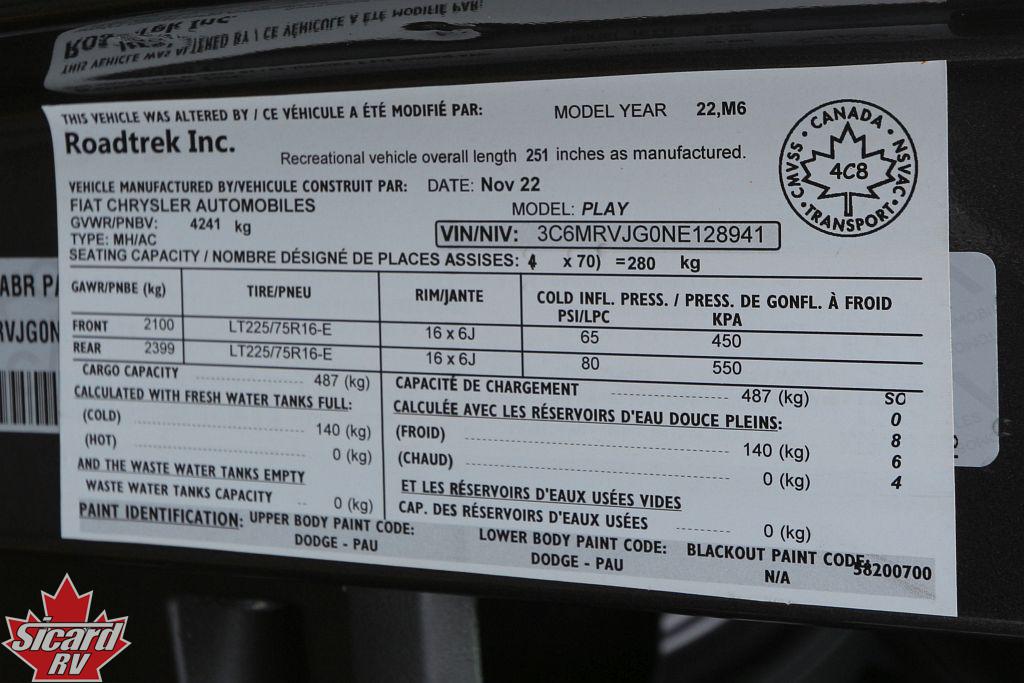 THIS VEHICLE WAS ALTERED BY / CE VÉHICULE A ÉTÉ MODIFIÉ PAR:
MODEL YEAR 22,M6
Roadtrek Inc.
Recreational vehicle overall length 251 inches as manufactured.
CANADA
CMVSS
NSVAC
4C8
TRANSPORT
VEHICLE MANUFACTURED BY/VEHICULE CONSTRUIT PAR: DATE: Nov 22
FIAT CHRYSLER AUTOMOBILES
MODEL: PLAY
GVWR/PNBV: 4241 kg
VIN/NIV: 3C6MRVJG0NE128941
TYPE: MH/AC
SEATING CAPACITY / NOMBRE DÉSIGNÉ DE PLACES ASSISES: 4 x 70) =280 kg
GAWR/PNBE (kg) TIRE/PNEU RIM/JANTE COLD INFL. PRESS. / PRESS. DE GONFL. À FROID
PSI/LPC KPA
FRONT 2100 LT225/75R16-E 16 x 6J 65 450
REAR 2399 LT225/75R16-E 16 x 6J 80 550
CARGO CAPACITY 487 (kg)
CALCULATED WITH FRESH WATER TANKS FULL:
(COLD) 140 (kg)
(HOT) 0 (kg)
AND THE WASTE WATER TANKS EMPTY
WASTE WATER TANKS CAPACITY 0 (kg)
CAPACITÉ DE CHARGEMENT 487 (kg)
CALCULÉE AVEC LES RÉSERVOIRS D'EAU DOUCE PLEINS:
(FROID) 140 (kg)
(CHAUD) 0 (kg)
ET LES RÉSERVOIRS D'EAUX USÉES VIDES
CAP. DES RÉSERVOIRS D'EAUX USÉES 0 (kg)
SO
0
8
6
4
PAINT IDENTIFICATION: UPPER BODY PAINT CODE: LOWER BODY PAINT CODE: BLACKOUT PAINT CODE:
DODGE - PAU DODGE - PAU N/A 58200700
ABR PA
RVJG0N
Sicard
RV